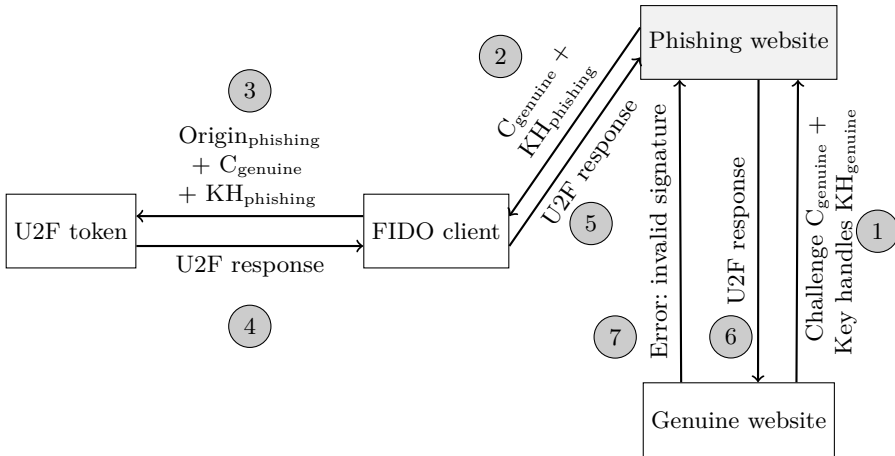 Phishing website
2
C_genuine +
KH_phishing
U2F response
5
3
Origin_phishing
+ C_genuine
+ KH_phishing
U2F token
FIDO client
U2F response
4
Error: invalid signature
7
U2F response
6
Challenge C_genuine +
Key handles KH_genuine
1
Genuine website